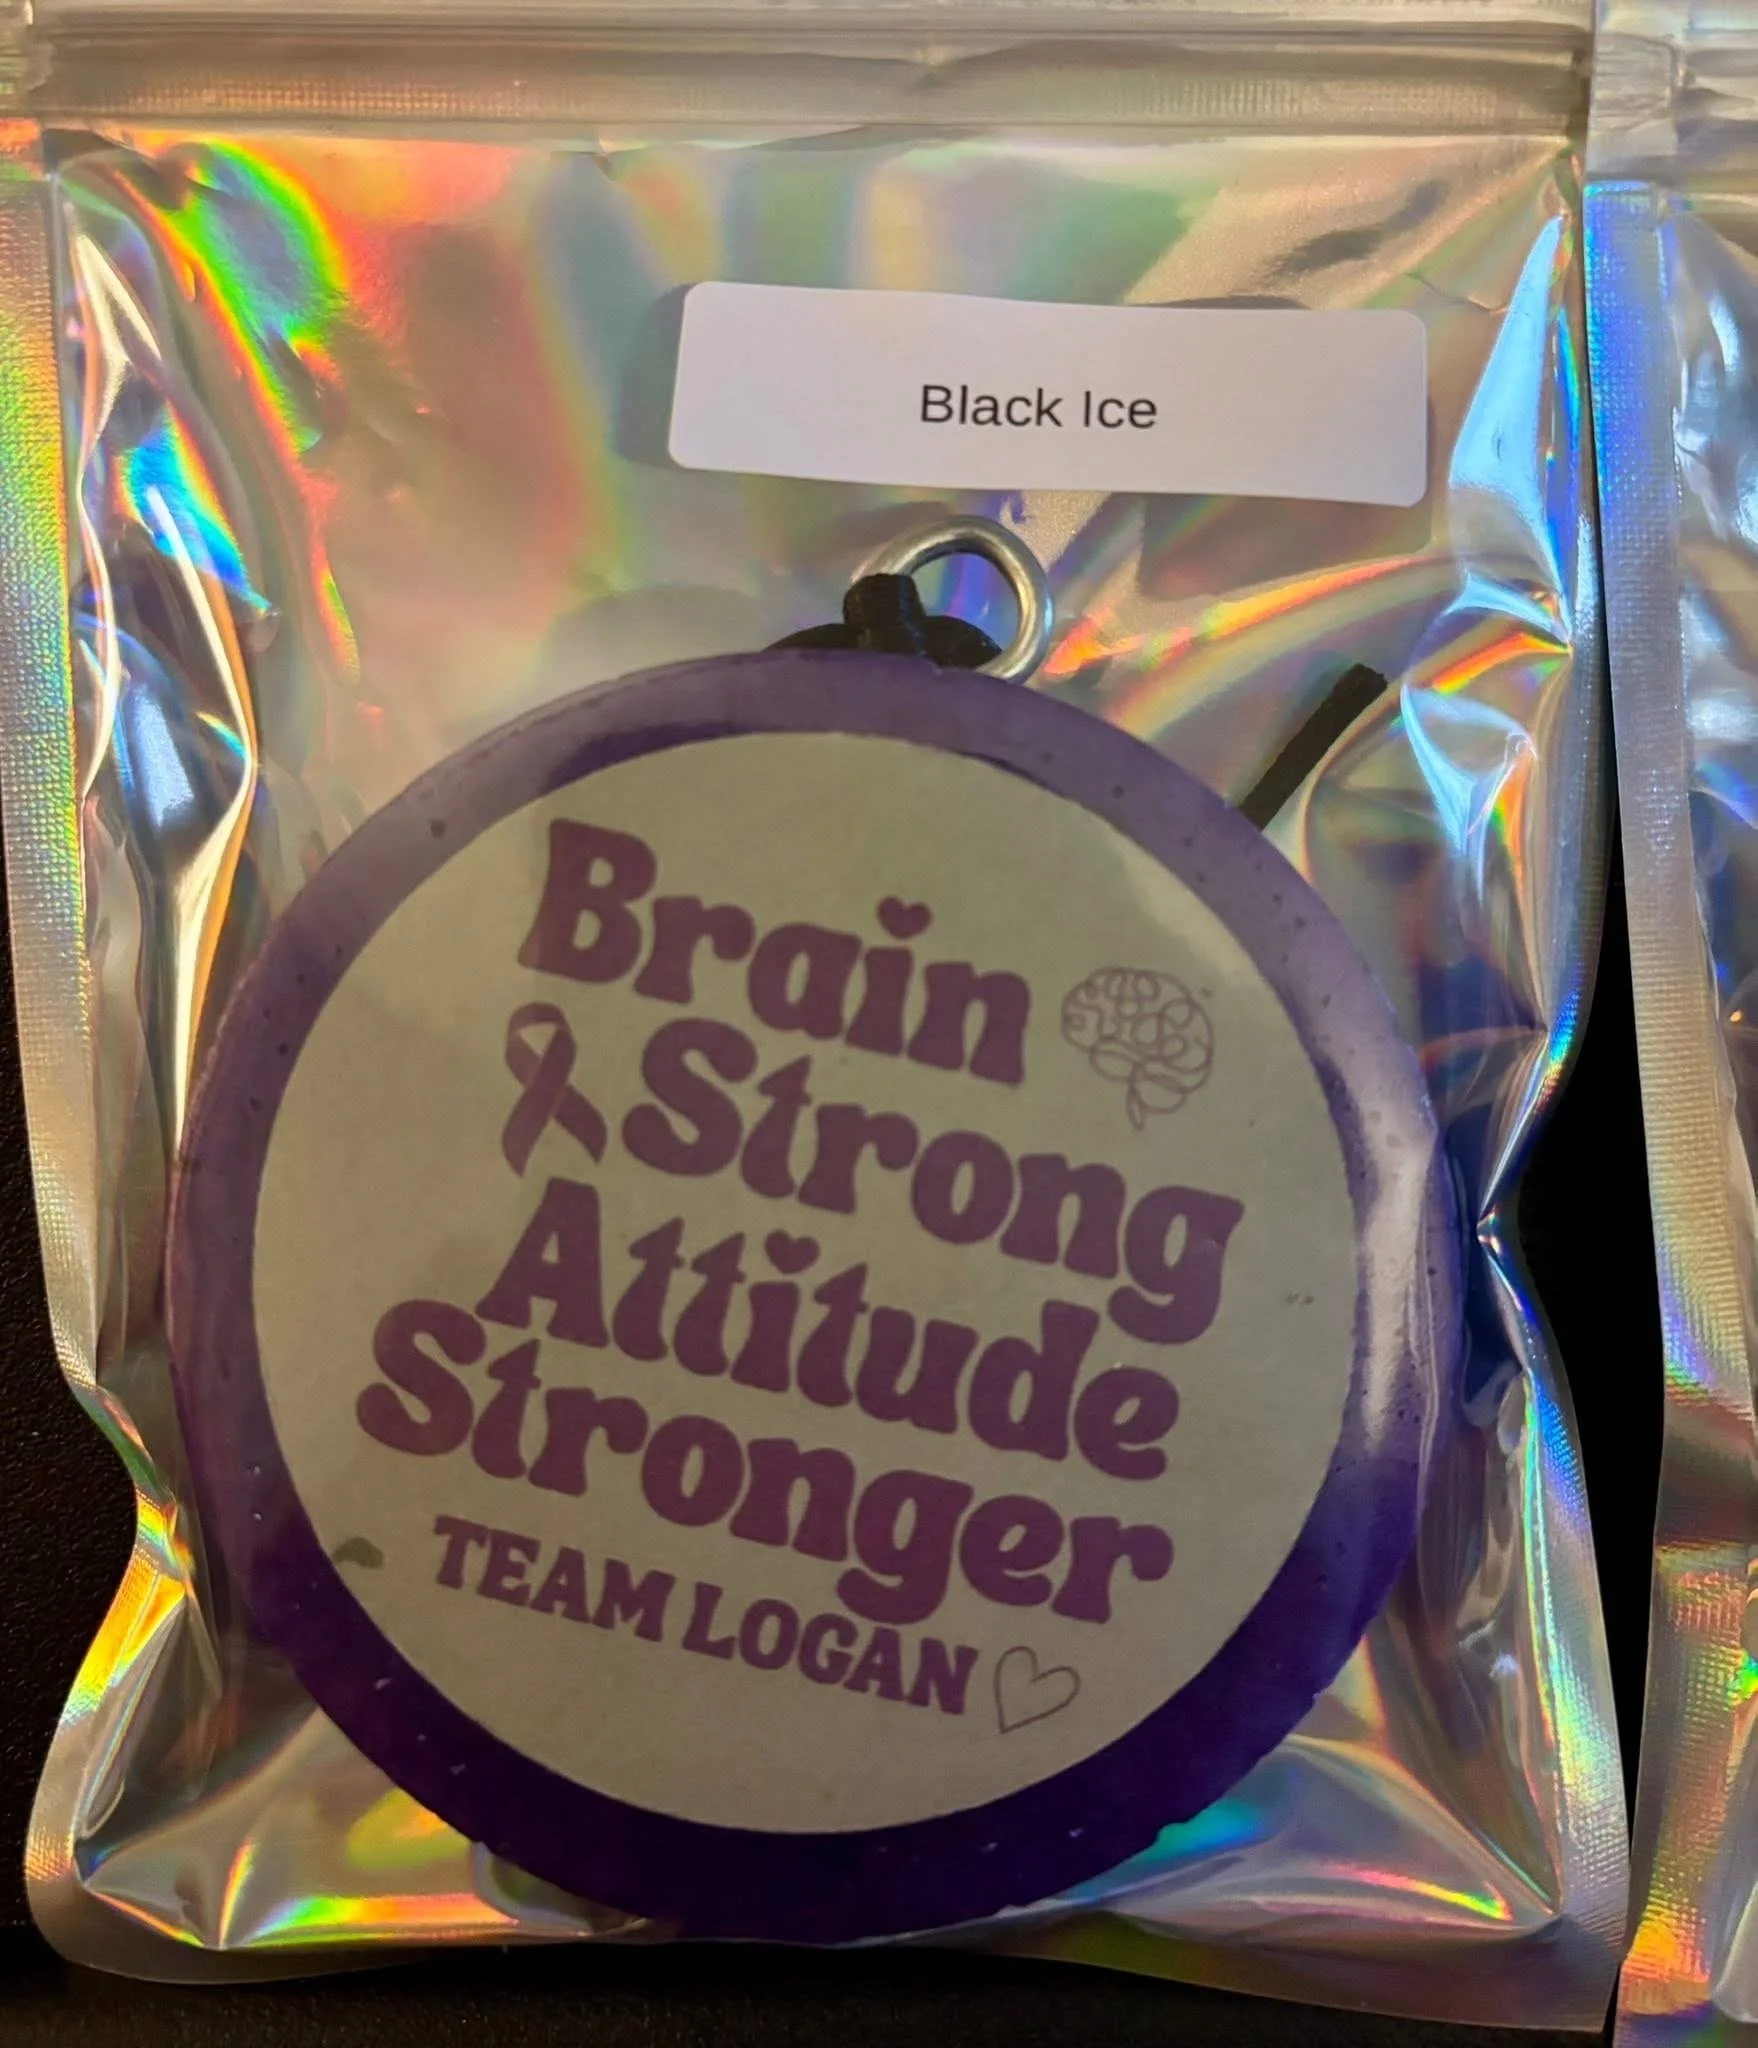 Black Ice
Brain
Strong
Attitude
Stronger
TEAM LOGAN